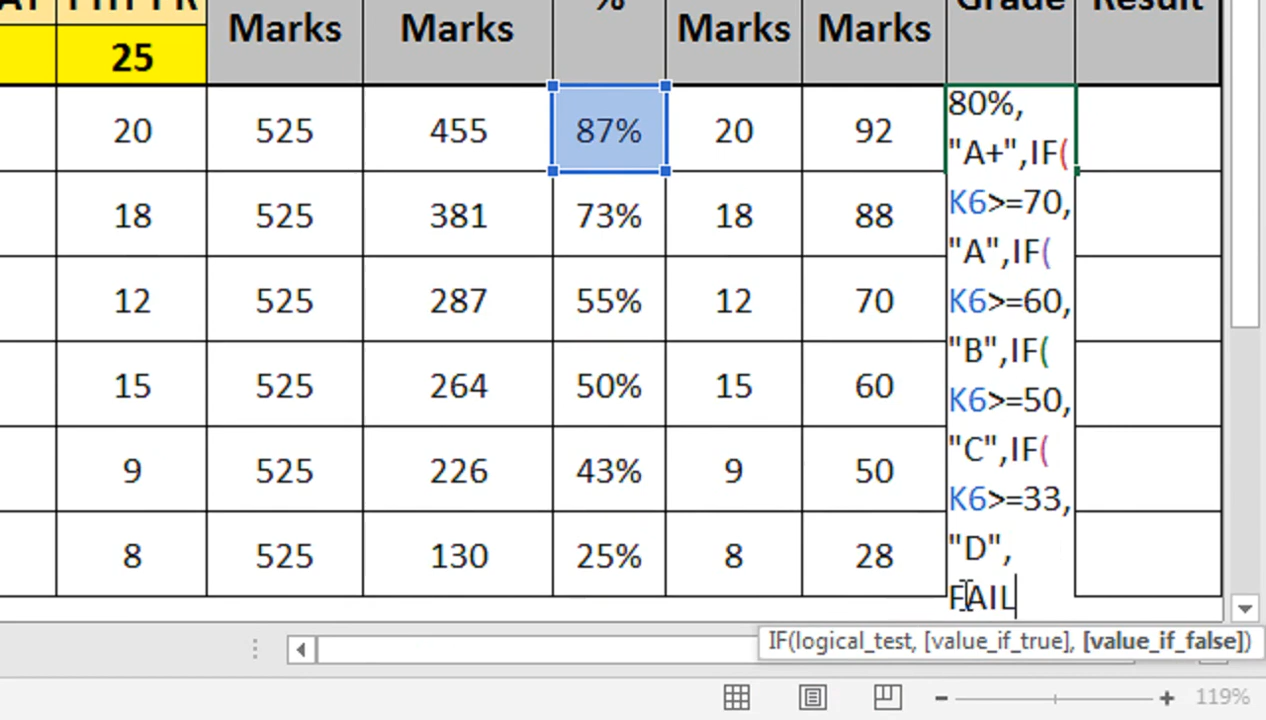 Grade Result
Marks Marks % Marks Marks
25
20 525 455 87% 20 92
18 525 381 73% 18 88
12 525 287 55% 12 70
15 525 264 50% 15 60
9 525 226 43% 9 50
8 525 130 25% 8 28
80%,
"A+",IF(
K6>=70,
"A",IF(
K6>=60,
"B",IF(
K6>=50,
"C",IF(
K6>=33,
"D",
FAIL
IF(logical_test, [value_if_true], [value_if_false])
119%